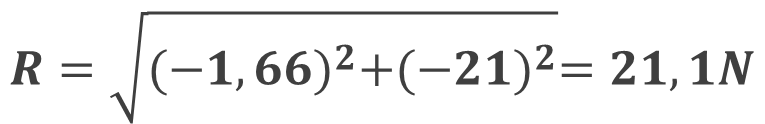 R = √(−1,66)²+(−21)² = 21,1N